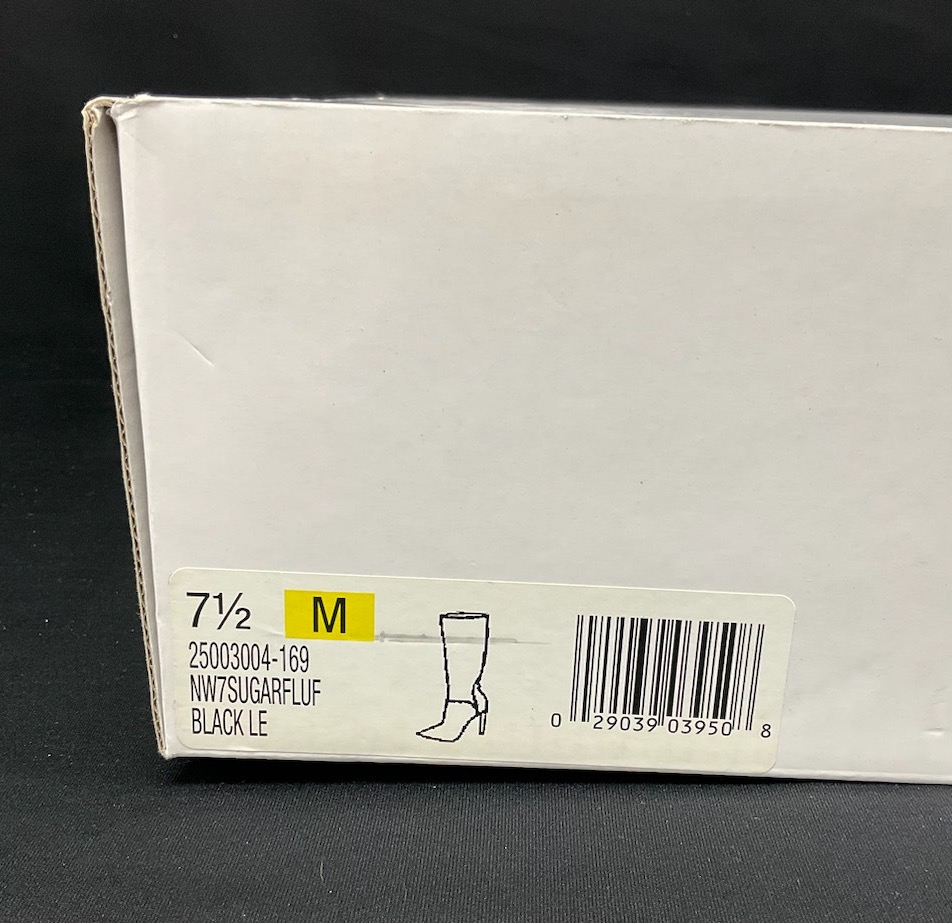 7½ M
25003004-169
NW7SUGARFLUF
BLACK LE
0 29039 03950 8